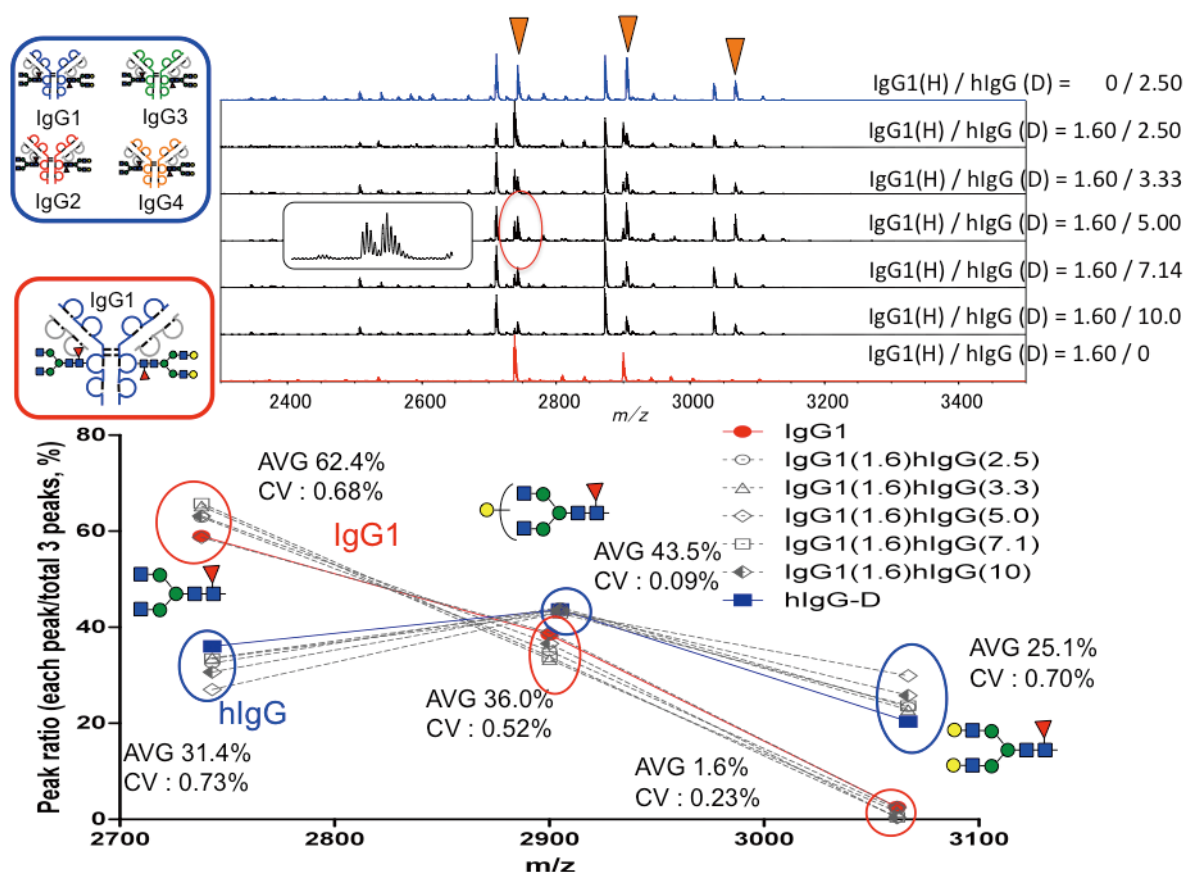 IgG1
IgG3
IgG2
IgG4
IgG1
IgG1(H) / hIgG (D) = 0 / 2.50
IgG1(H) / hIgG (D) = 1.60 / 2.50
IgG1(H) / hIgG (D) = 1.60 / 3.33
IgG1(H) / hIgG (D) = 1.60 / 5.00
IgG1(H) / hIgG (D) = 1.60 / 7.14
IgG1(H) / hIgG (D) = 1.60 / 10.0
IgG1(H) / hIgG (D) = 1.60 / 0
2400 2600 2800 3000 3200 3400
m/z
Peak ratio (each peak/total 3 peaks, %)
80
60
40
20
0
AVG 62.4%
CV : 0.68%
IgG1
AVG 43.5%
CV : 0.09%
IgG1
IgG1(1.6)hIgG(2.5)
IgG1(1.6)hIgG(3.3)
IgG1(1.6)hIgG(5.0)
IgG1(1.6)hIgG(7.1)
IgG1(1.6)hIgG(10)
hIgG-D
AVG 25.1%
CV : 0.70%
hIgG
AVG 31.4%
CV : 0.73%
AVG 36.0%
CV : 0.52%
AVG 1.6%
CV : 0.23%
2700 2800 2900 3000 3100
m/z